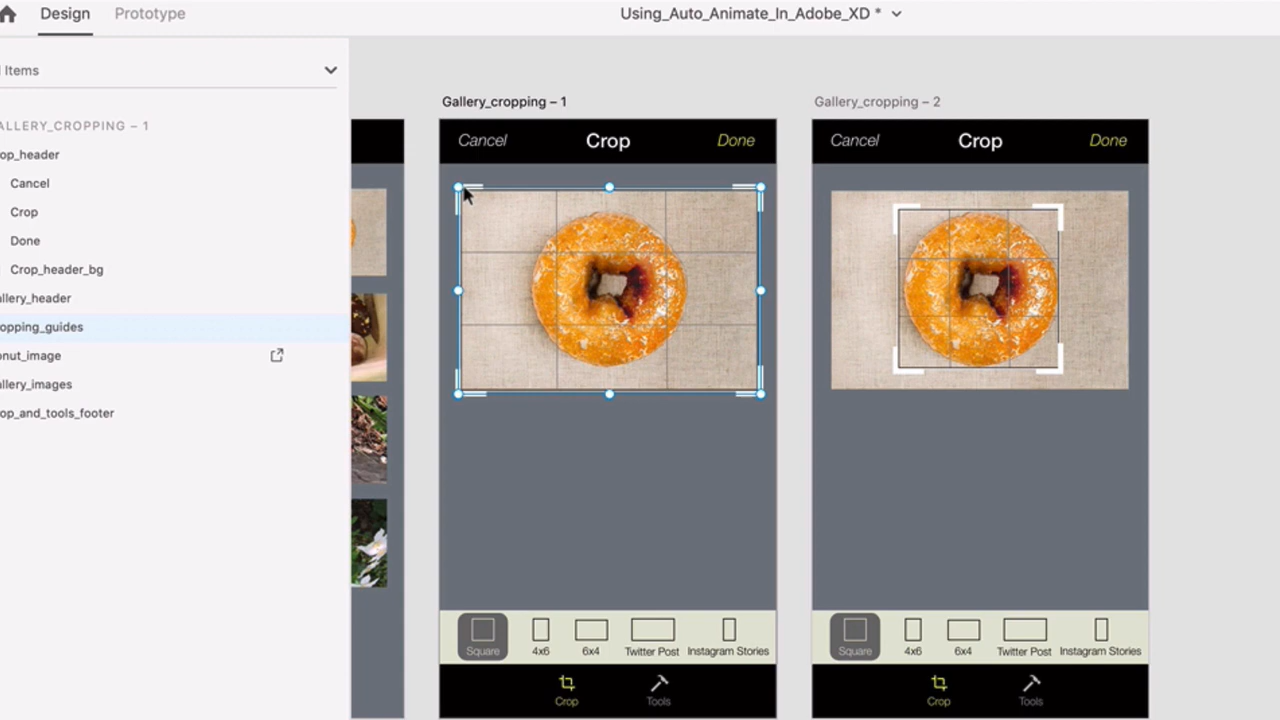 Design Prototype Using_Auto_Animate_In_Adobe_XD *
Items
ALLERY_CROPPING – 1
op_header
Cancel
Crop
Done
Crop_header_bg
allery_header
opping_guides
onut_image
allery_images
op_and_tools_footer
Gallery_cropping – 1
Cancel Crop Done
Square 4x6 6x4 Twitter Post Instagram Stories
Crop Tools
Gallery_cropping – 2
Cancel Crop Done
Square 4x6 6x4 Twitter Post Instagram Stories
Crop Tools